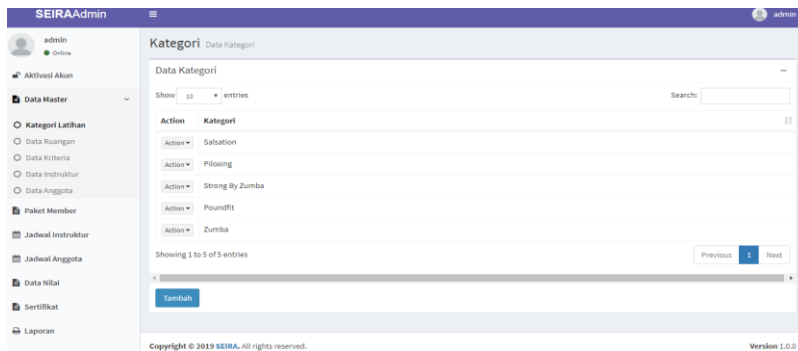 SEIRAAdmin
admin
admin
Online
Aktivasi Akun
Data Master
Kategori Latihan
Data Ruangan
Data Kriteria
Data Instruktur
Data Anggota
Paket Member
Jadwal Instruktur
Jadwal Anggota
Data Nilai
Sertifikat
Laporan
Kategori Data Kategori
Data Kategori
Show 10 entries Search:
Action Kategori
Action Salsation
Action Piloxing
Action Strong By Zumba
Action Poundfit
Action Zumba
Showing 1 to 5 of 5 entries Previous 1 Next
Tambah
Copyright © 2019 SEIRA. All rights reserved. Version 1.0.0